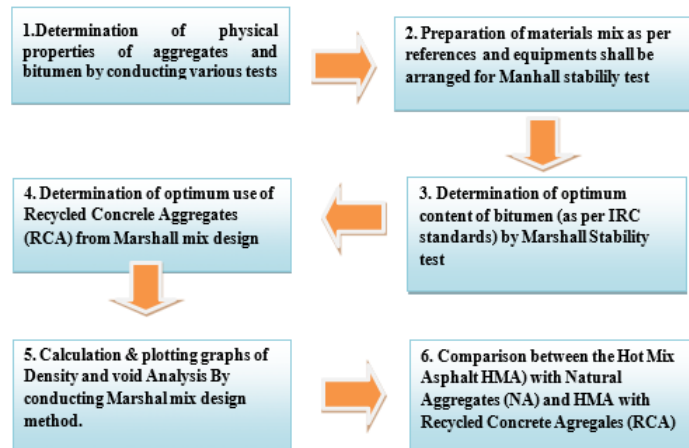 1.Determination of physical
properties of aggregates and
bitumen by conducting various tests
2. Preparation of materials mix as per
references and equipments shall be
arranged for Manhall stability test
3. Determination of optimum
content of bitumen (as per IRC
standards) by Marshall Stability
test
4. Determination of optimum use of
Recycled Concrele Aggregates
(RCA) from Marshall mix design
5. Calculation & plotting graphs of
Density and void Analysis By
conducting Marshal mix design
method.
6. Comparison between the Hot Mix
Asphalt HMA) with Natural
Aggregates (NA) and HMA with
Recycled Concrete Agregales (RCA)